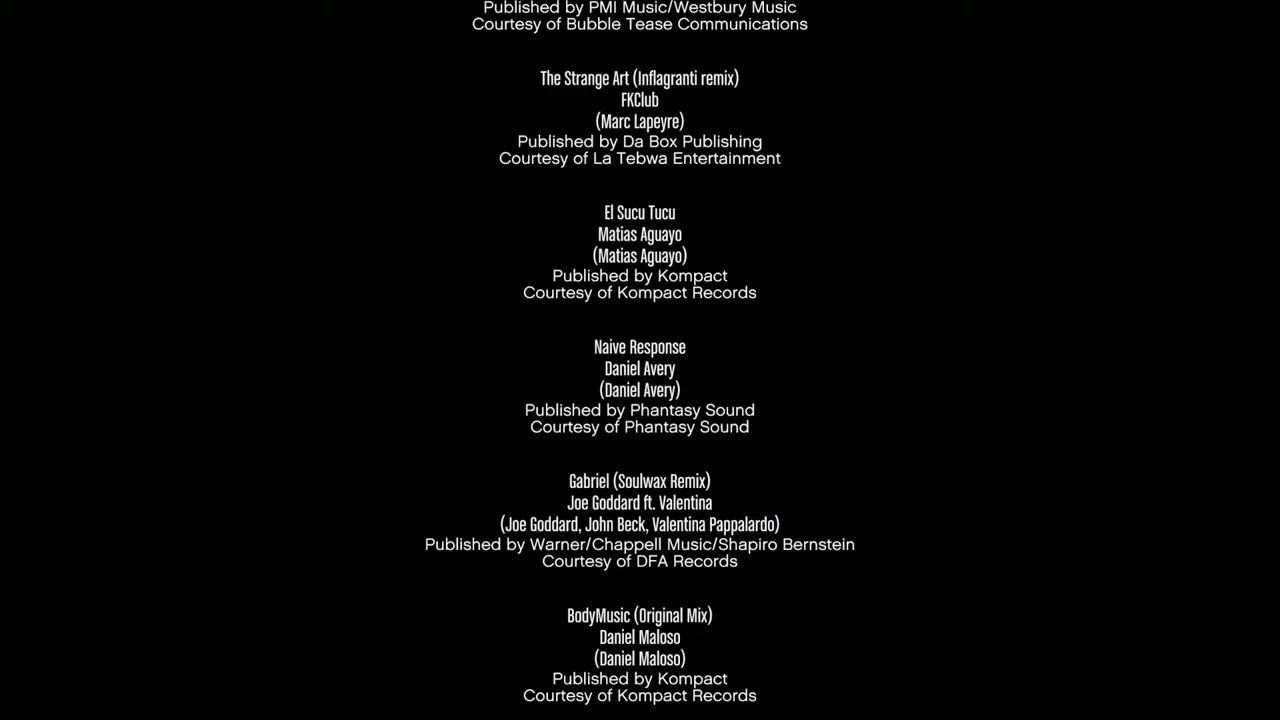 Published by PMI Music/Westbury Music
Courtesy of Bubble Tease Communications
The Strange Art (Inflagranti remix)
FKClub
(Marc Lapeyre)
Published by Da Box Publishing
Courtesy of La Tebwa Entertainment
El Sucu Tucu
Matias Aguayo
(Matias Aguayo)
Published by Kompact
Courtesy of Kompact Records
Naive Response
Daniel Avery
(Daniel Avery)
Published by Phantasy Sound
Courtesy of Phantasy Sound
Gabriel (Soulwax Remix)
Joe Goddard ft. Valentina
(Joe Goddard, John Beck, Valentina Pappalardo)
Published by Warner/Chappell Music/Shapiro Bernstein
Courtesy of DFA Records
BodyMusic (Original Mix)
Daniel Maloso
(Daniel Maloso)
Published by Kompact
Courtesy of Kompact Records